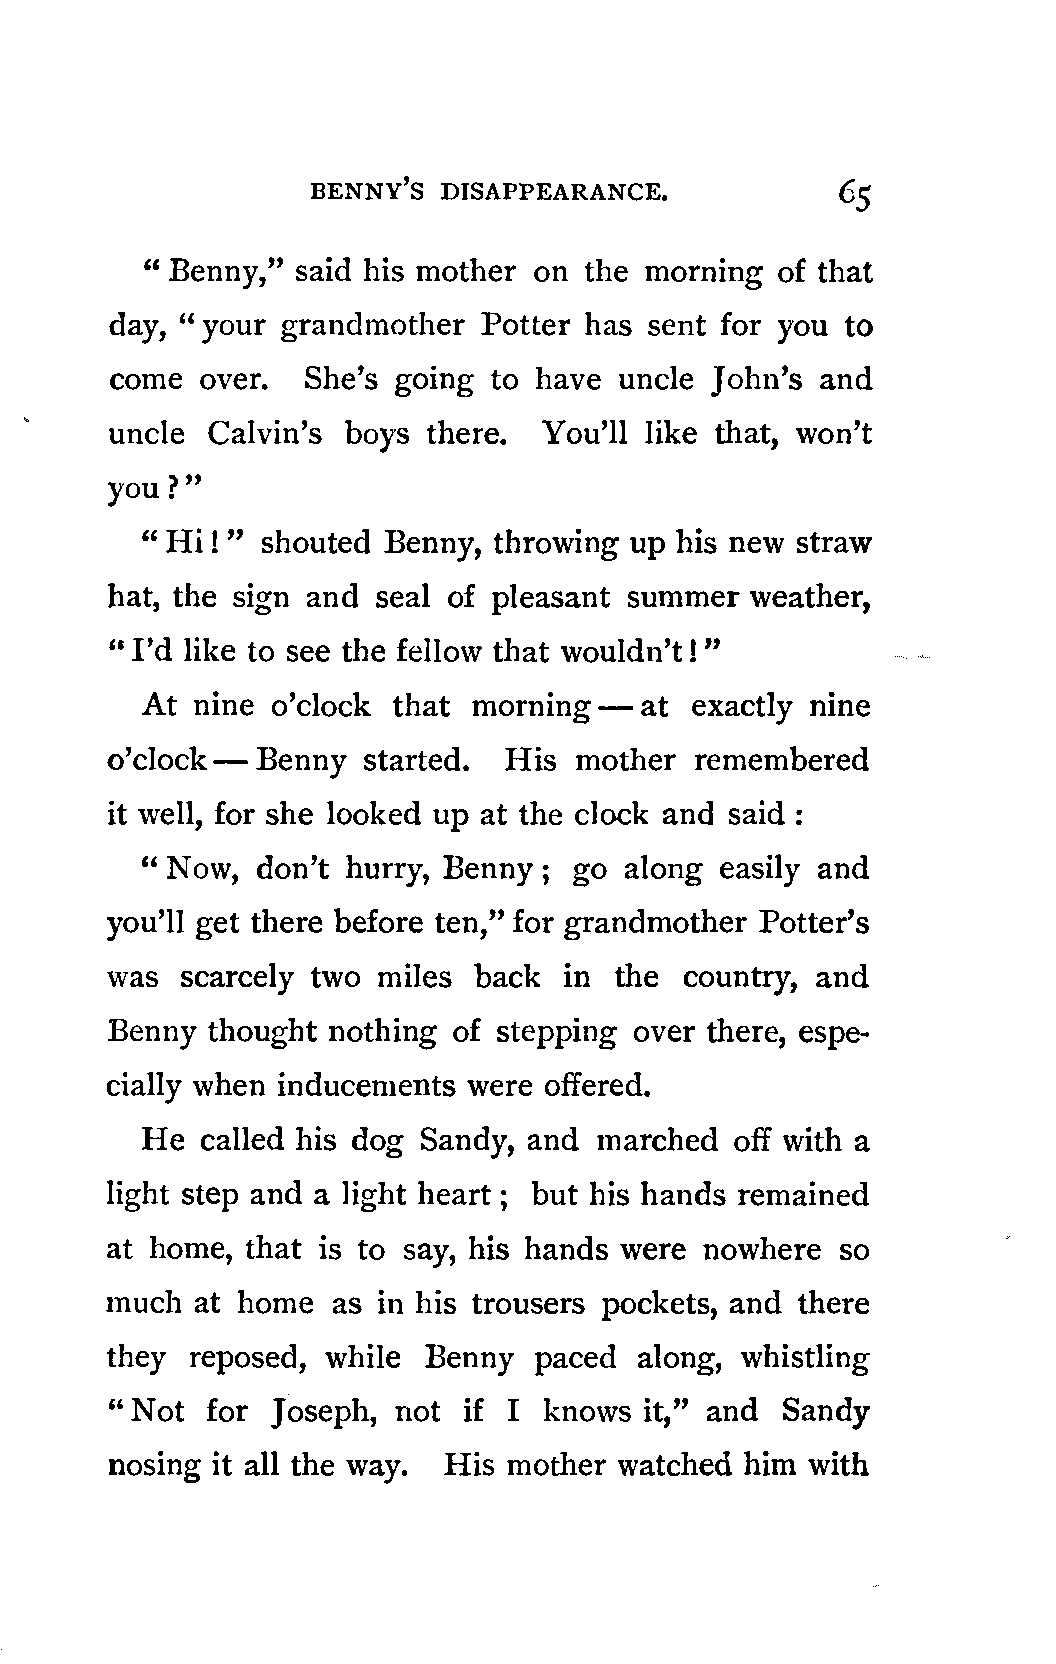 BENNY'S DISAPPEARANCE. 65
“ Benny,” said his mother on the morning of that
day, “ your grandmother Potter has sent for you to
come over. She's going to have uncle John's and
uncle Calvin's boys there. You'll like that, won't
you ? ”
“ Hi ! ” shouted Benny, throwing up his new straw
hat, the sign and seal of pleasant summer weather,
“ I'd like to see the fellow that wouldn't ! ”
At nine o'clock that morning — at exactly nine
o'clock — Benny started. His mother remembered
it well, for she looked up at the clock and said :
“ Now, don't hurry, Benny ; go along easily and
you'll get there before ten,” for grandmother Potter's
was scarcely two miles back in the country, and
Benny thought nothing of stepping over there, espe-
cially when inducements were offered.
He called his dog Sandy, and marched off with a
light step and a light heart ; but his hands remained
at home, that is to say, his hands were nowhere so
much at home as in his trousers pockets, and there
they reposed, while Benny paced along, whistling
“ Not for Joseph, not if I knows it,” and Sandy
nosing it all the way. His mother watched him with